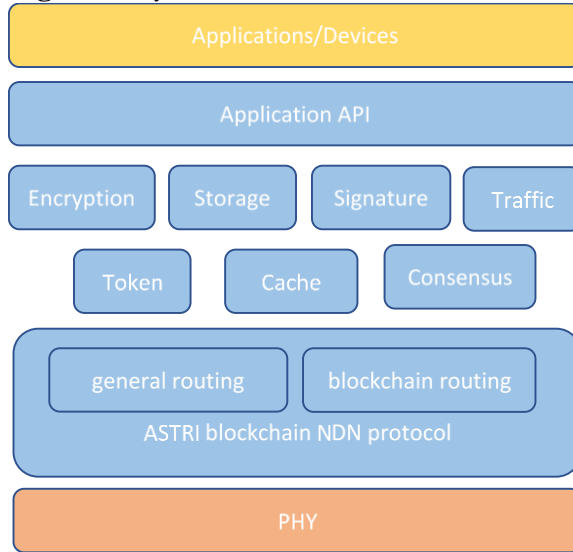 Applications/Devices
Application API
Encryption Storage Signature Traffic
Token Cache Consensus
general routing blockchain routing
ASTRI blockchain NDN protocol
PHY